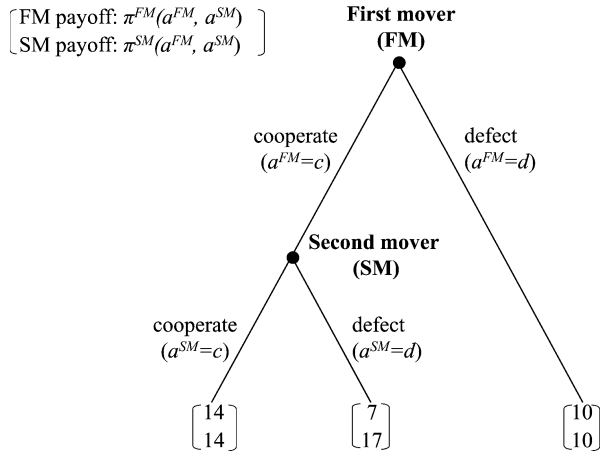 FM payoff: π^FM(a^FM, a^SM)
SM payoff: π^SM(a^FM, a^SM)
First mover
(FM)
cooperate
(a^FM=c)
defect
(a^FM=d)
Second mover
(SM)
cooperate
(a^SM=c)
defect
(a^SM=d)
14
14
7
17
10
10